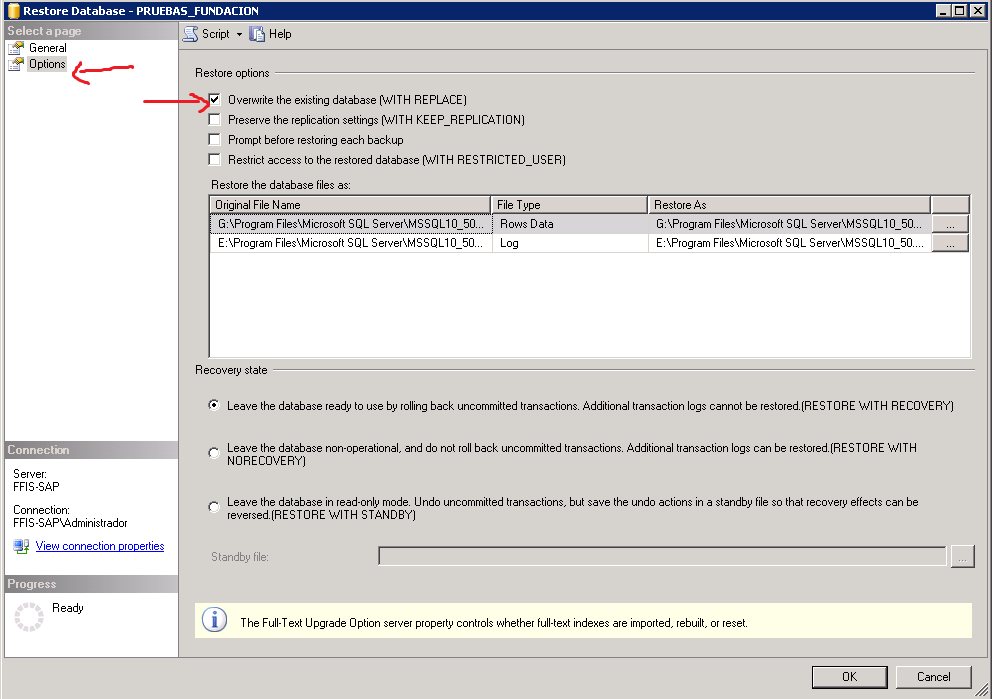 Restore Database - PRUEBAS_FUNDACION
Select a page
General
Options
Script
Help
Restore options
Overwrite the existing database (WITH REPLACE)
Preserve the replication settings (WITH KEEP_REPLICATION)
Prompt before restoring each backup
Restrict access to the restored database (WITH RESTRICTED_USER)
Restore the database files as:
Original File Name File Type Restore As
G:\Program Files\Microsoft SQL Server\MSSQL10_50... Rows Data G:\Program Files\Microsoft SQL Server\MSSQL10_50... ...
E:\Program Files\Microsoft SQL Server\MSSQL10_50... Log E:\Program Files\Microsoft SQL Server\MSSQL10_50.... ...
Recovery state
Leave the database ready to use by rolling back uncommitted transactions. Additional transaction logs cannot be restored.(RESTORE WITH RECOVERY)
Leave the database non-operational, and do not roll back uncommitted transactions. Additional transaction logs can be restored.(RESTORE WITH
NORECOVERY)
Leave the database in read-only mode. Undo uncommitted transactions, but save the undo actions in a standby file so that recovery effects can be
reversed.(RESTORE WITH STANDBY)
Standby file: ...
Connection
Server:
FFIS-SAP
Connection:
FFIS-SAP\Administrador
View connection properties
Progress
Ready
The Full-Text Upgrade Option server property controls whether full-text indexes are imported, rebuilt, or reset.
OK Cancel